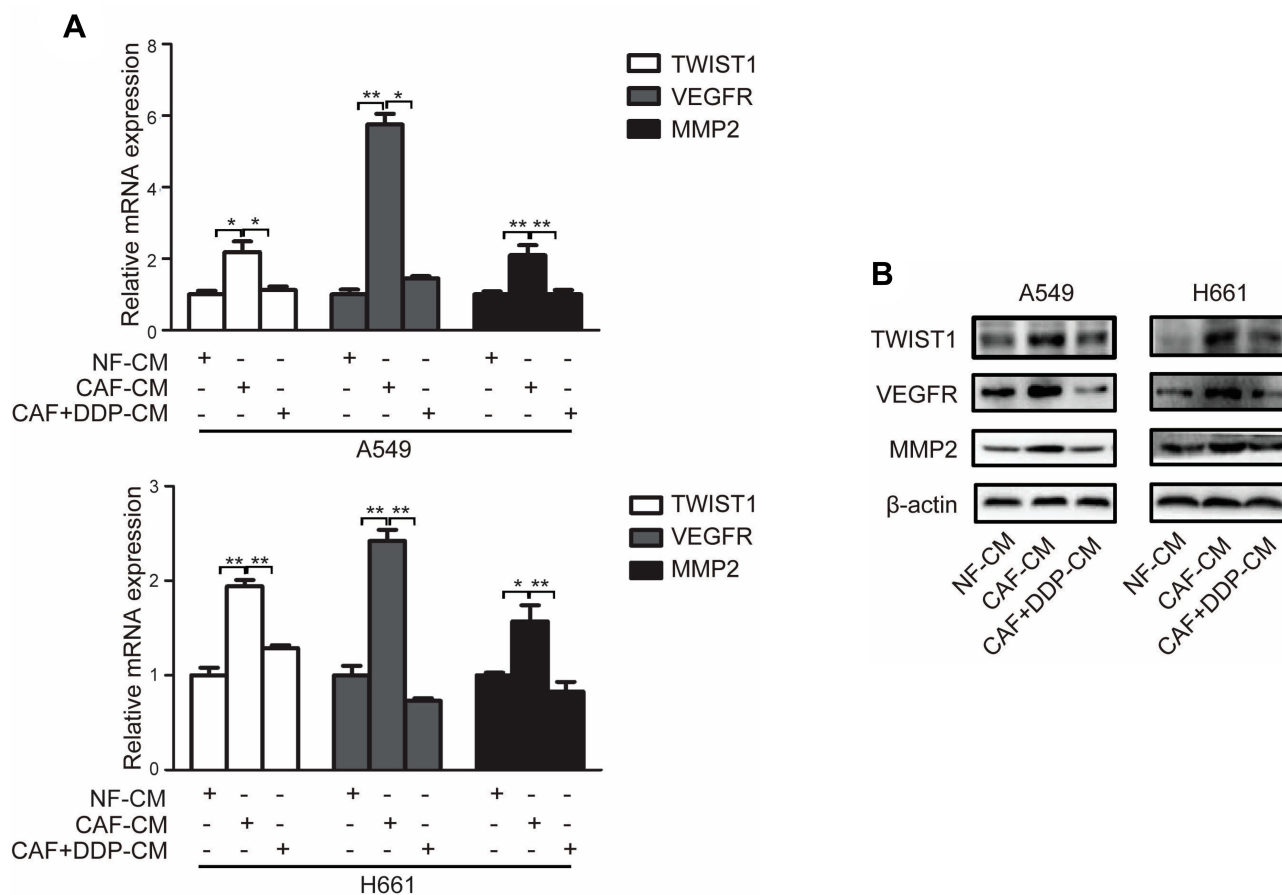 A
8
6
4
2
0
Relative mRNA expression
TWIST1
VEGFR
MMP2
* *
** *
** **
NF-CM + - - + - - + - -
CAF-CM - + - - + - - + -
CAF+DDP-CM - - + - - + - - +
A549
3
2
1
0
Relative mRNA expression
TWIST1
VEGFR
MMP2
** **
** **
* **
NF-CM + - - + - - + - -
CAF-CM - + - - + - - + -
CAF+DDP-CM - - + - - + - - +
H661
B
A549 H661
TWIST1
VEGFR
MMP2
β-actin
NF-CM
CAF-CM
CAF+DDP-CM
NF-CM
CAF-CM
CAF+DDP-CM